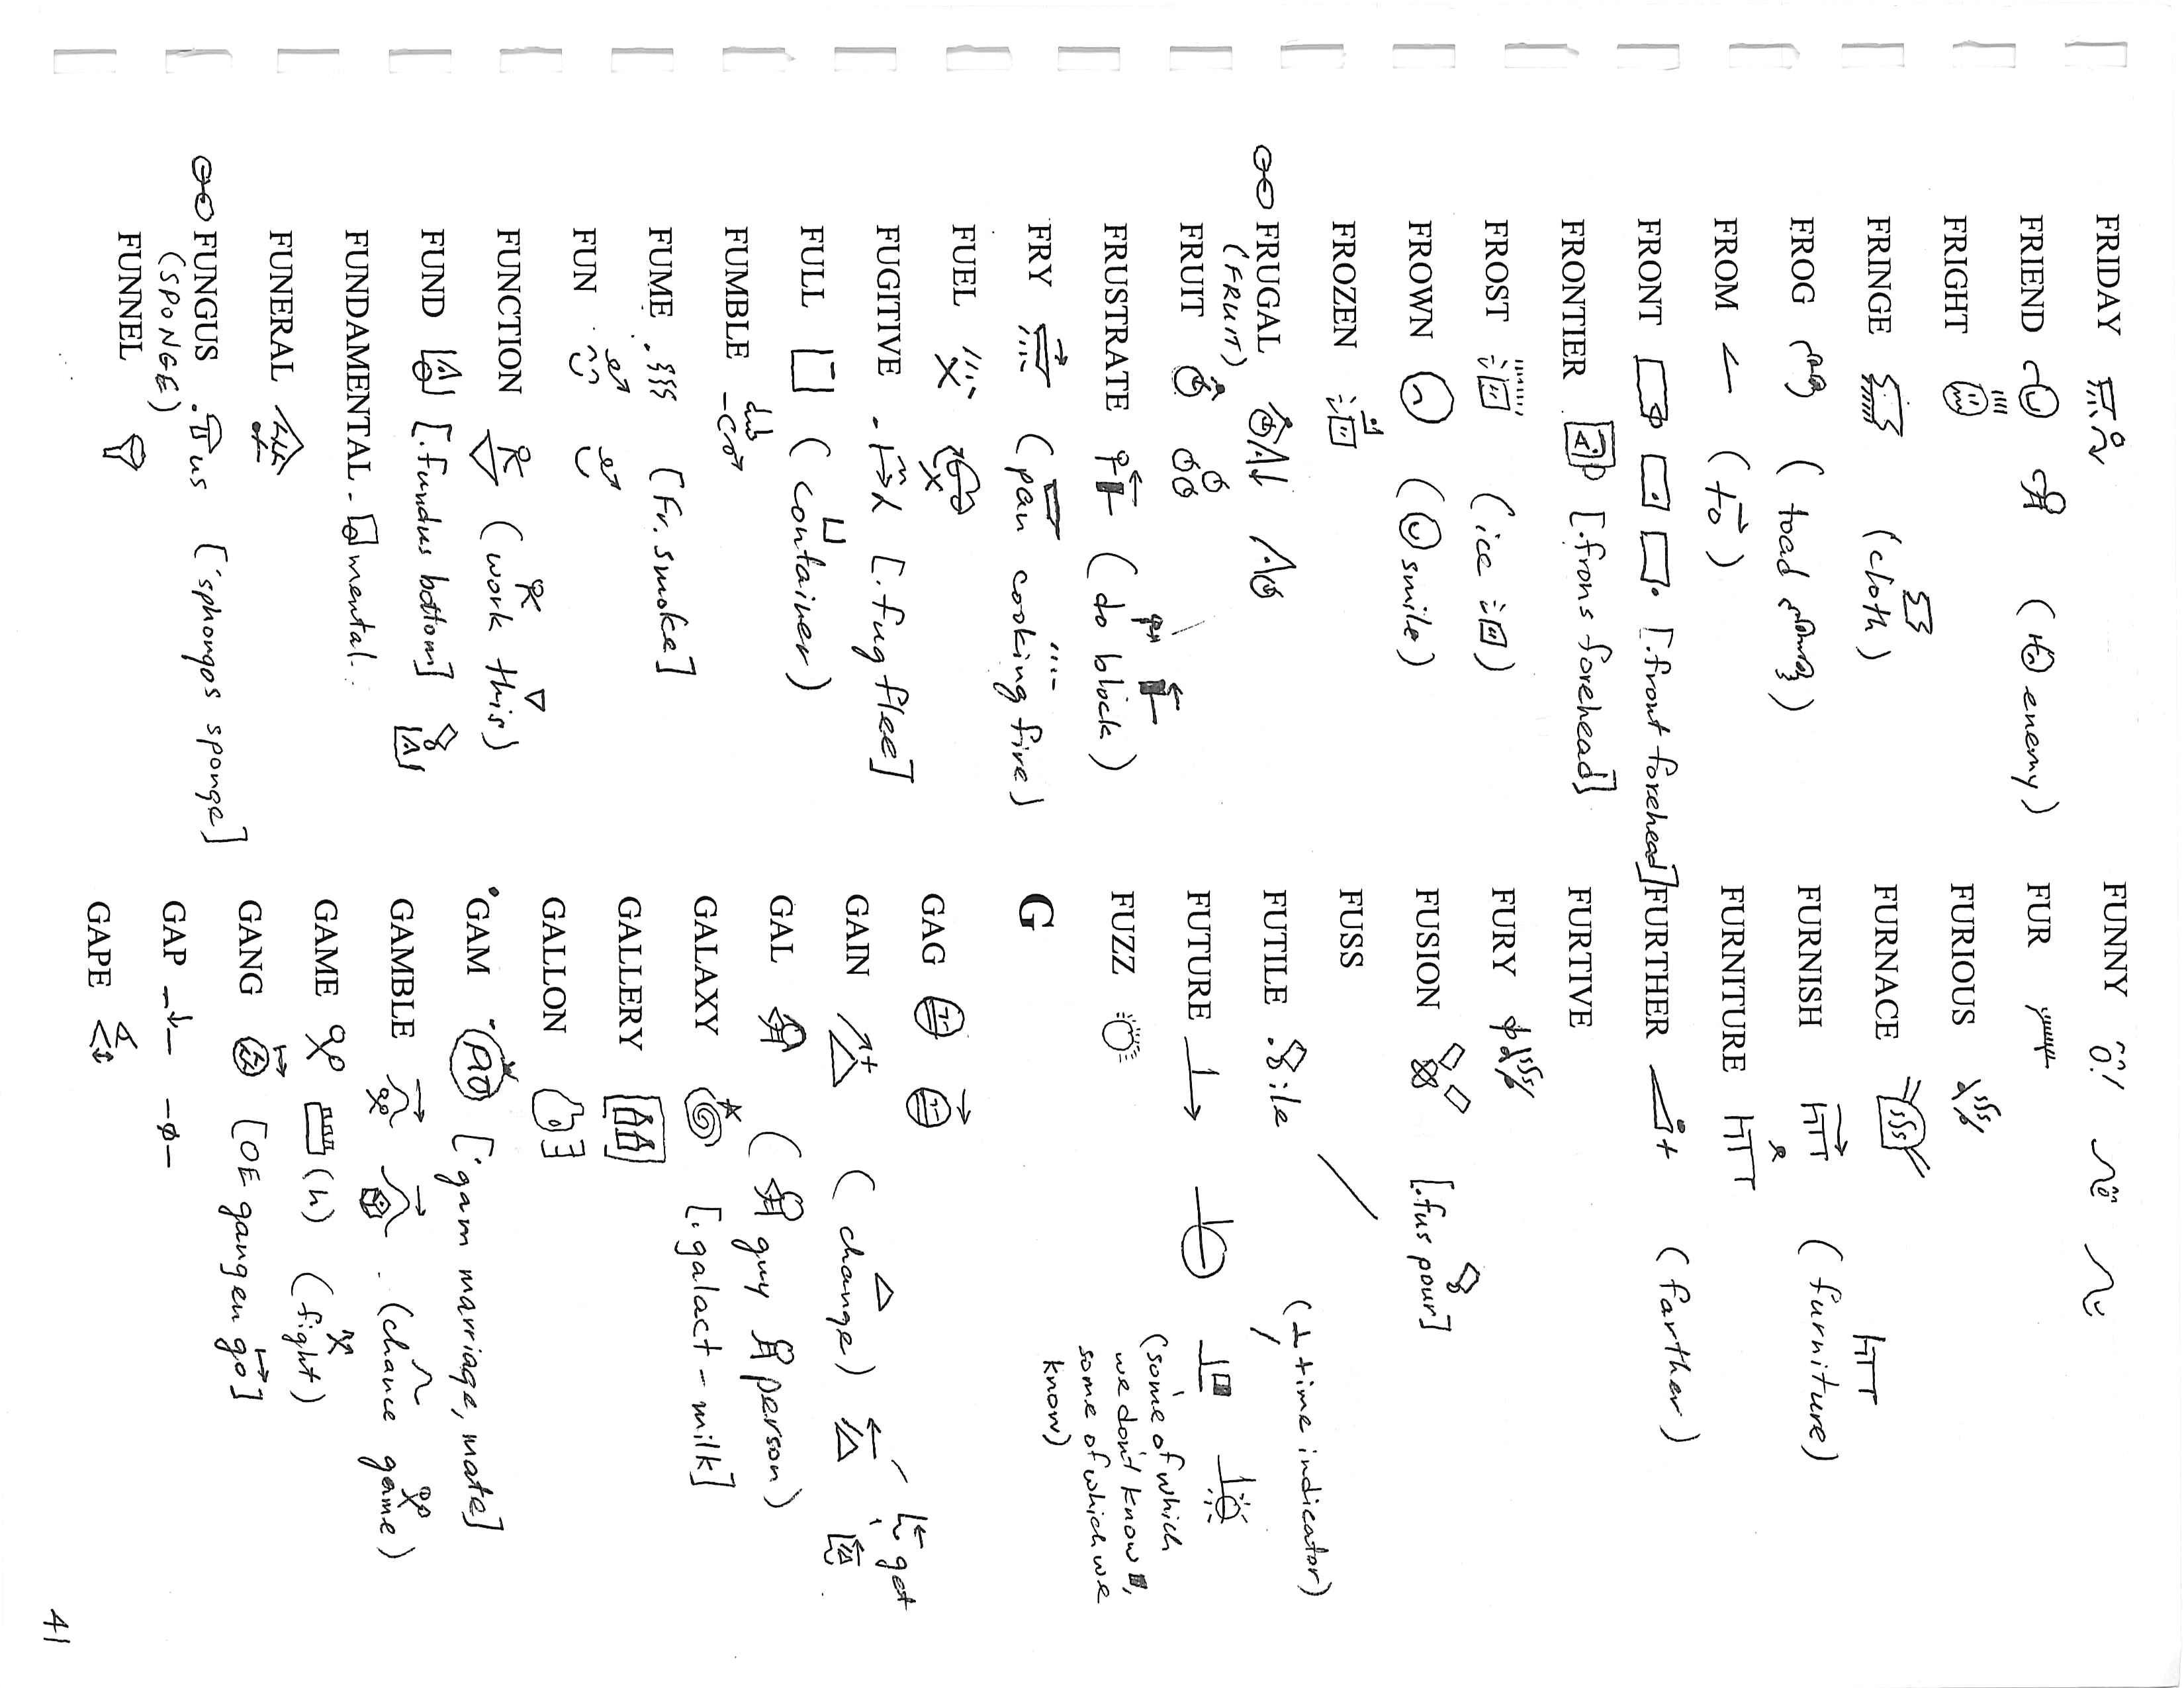 FRIDAY
FRIEND (enemy)
FRIGHT
FRINGE (cloth)
FROG (toad)
FROM (to)
FRONT [.front forehead]
FRONTIER [.frons forehead]
FROST (ice)
FROWN (smile)
FROZEN
FRUGAL
(FRUIT)
FRUIT
FRUSTRATE (do block)
FRY (pan cooking fire)
FUEL
FUGITIVE [.fug flee]
FULL (container)
FUMBLE
FUME [Fr. smoke]
FUN
FUNCTION (work this)
FUND [.fundus bottom]
FUNDAMENTAL mental
FUNERAL
FUNGUS us ['sphongos sponge]
(SPONGE)
FUNNEL
FUNNY
FUR
FURIOUS
FURNACE
FURNISH (furniture)
FURNITURE
FURTHER + (farther)
FURTIVE
FURY
FUSION [.fus pour]
FUSS
FUTILE ile
(time indicator)
FUTURE
(some of which
we don't know,
some of which we
know)
FUZZ
G
GAG
GAIN (change) get
GAL (guy person)
GALAXY [.galact-milk]
GALLERY
GALLON
GAM ['gam marriage, mate]
GAMBLE (chance game)
GAME (h) (fight)
GANG [OE gangen go]
GAP
GAPE
41